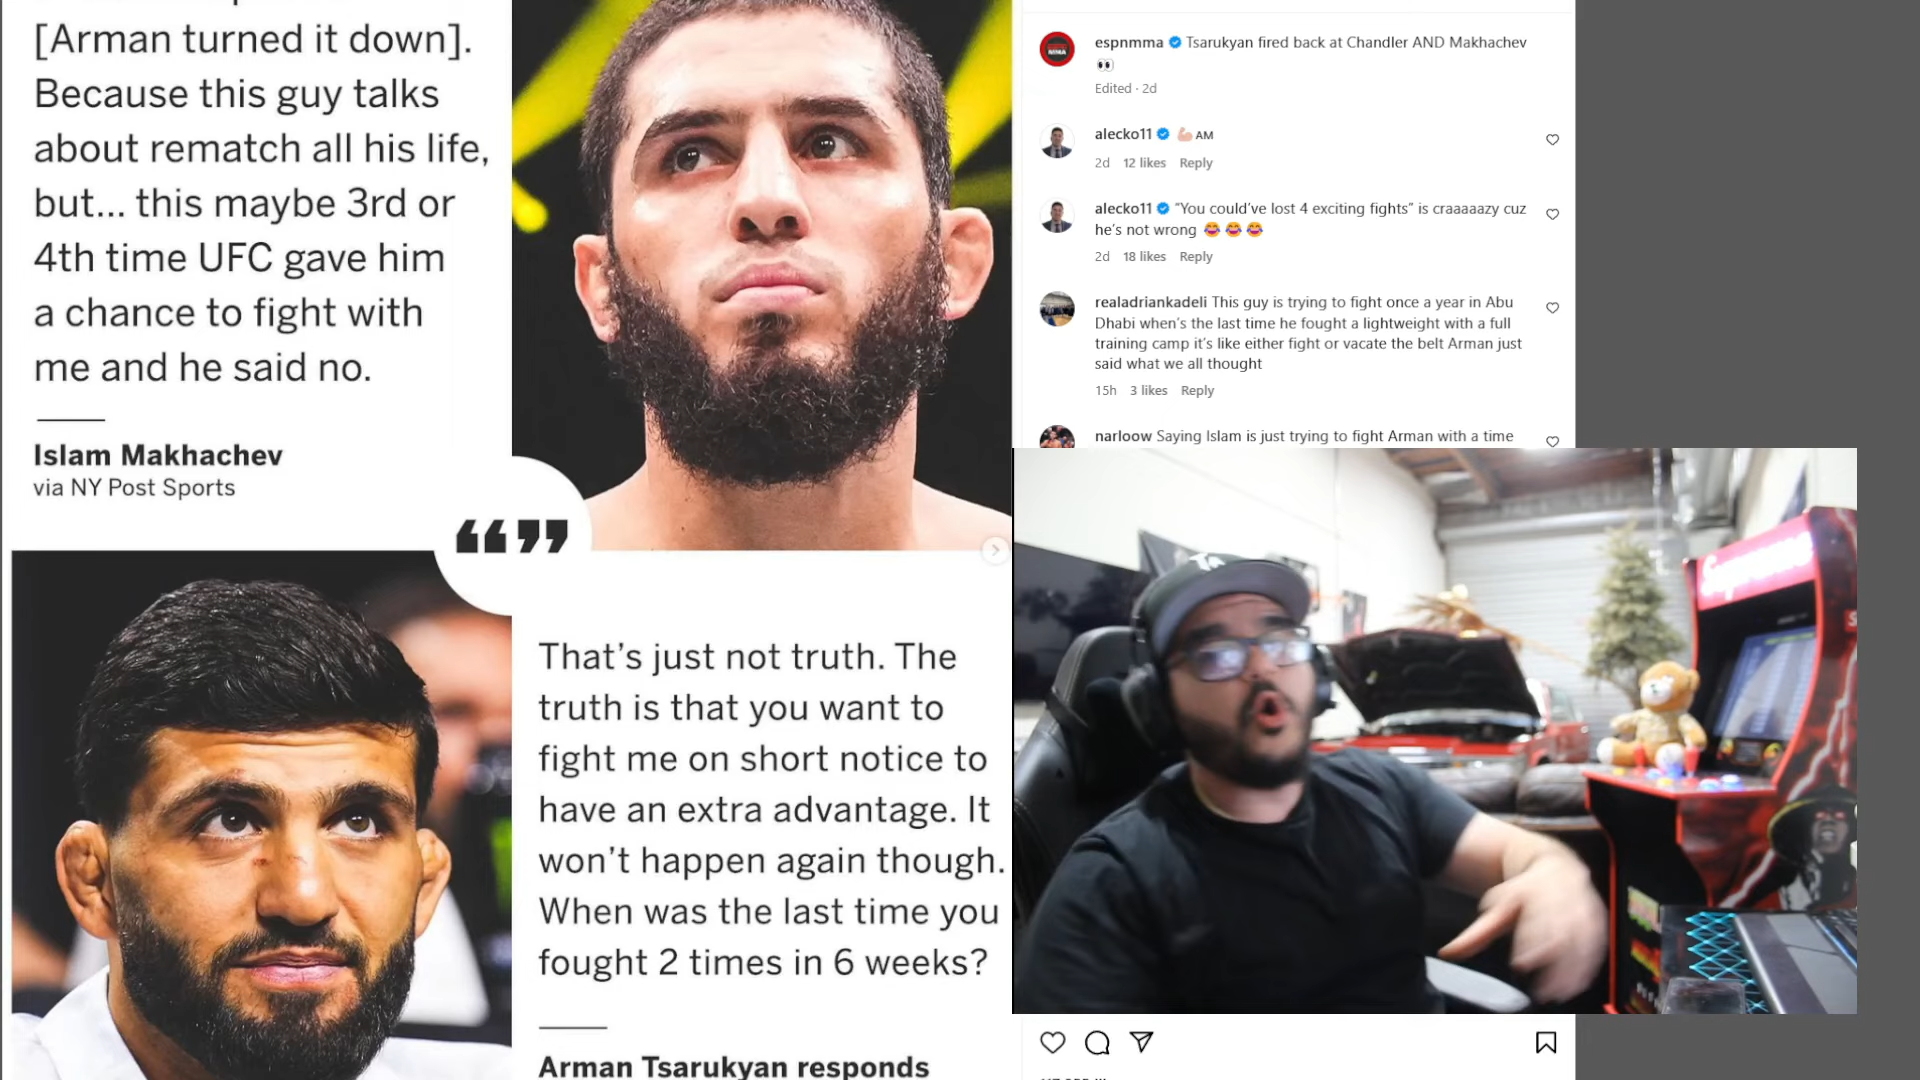 [Arman turned it down].
Because this guy talks
about rematch all his life,
but... this maybe 3rd or
4th time UFC gave him
a chance to fight with
me and he said no.
Islam Makhachev
via NY Post Sports
“”
That’s just not truth. The
truth is that you want to
fight me on short notice to
have an extra advantage. It
won’t happen again though.
When was the last time you
fought 2 times in 6 weeks?
Arman Tsarukyan responds
espnmma Tsarukyan fired back at Chandler AND Makhachev
👀
Edited · 2d
alecko11 💪🏻 AM
2d 12 likes Reply
alecko11 “You could’ve lost 4 exciting fights” is craaaaazy cuz
he’s not wrong 😂😂😂
2d 18 likes Reply
realadriankadeli This guy is trying to fight once a year in Abu
Dhabi when’s the last time he fought a lightweight with a full
training camp it’s like either fight or vacate the belt Arman just
said what we all thought
15h 3 likes Reply
narloow Saying Islam is just trying to fight Arman with a time
Supreme